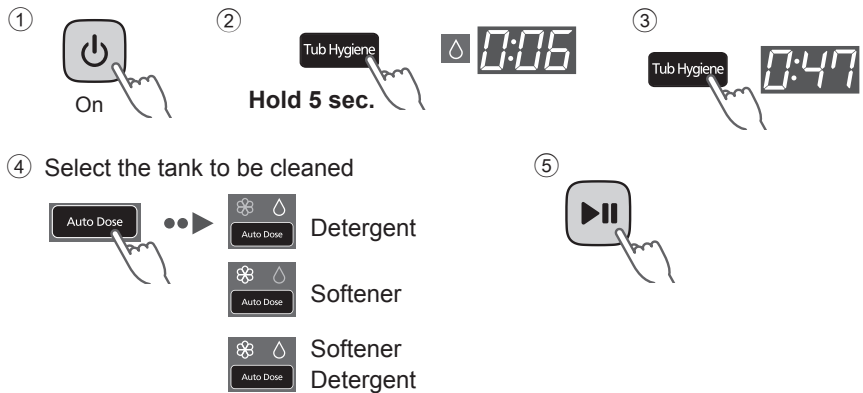 ①
On
②
Tub Hygiene
Hold 5 sec.
0:06
③
Tub Hygiene
0:47
④ Select the tank to be cleaned
Auto Dose
Auto Dose
Detergent
Auto Dose
Softener
Auto Dose
Softener
Detergent
⑤